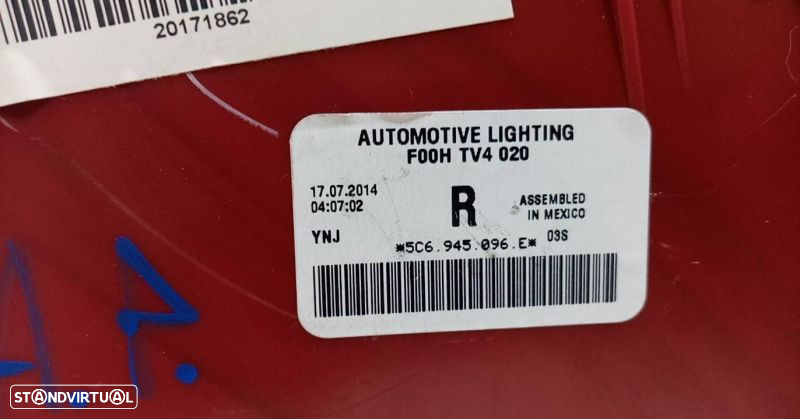 20171862
AUTOMOTIVE LIGHTING
F00H TV4 020
17.07.2014
04:07:02
R
ASSEMBLED
IN MEXICO
YNJ
*5C6.945.096.E*
03S
STANDVIRTUAL